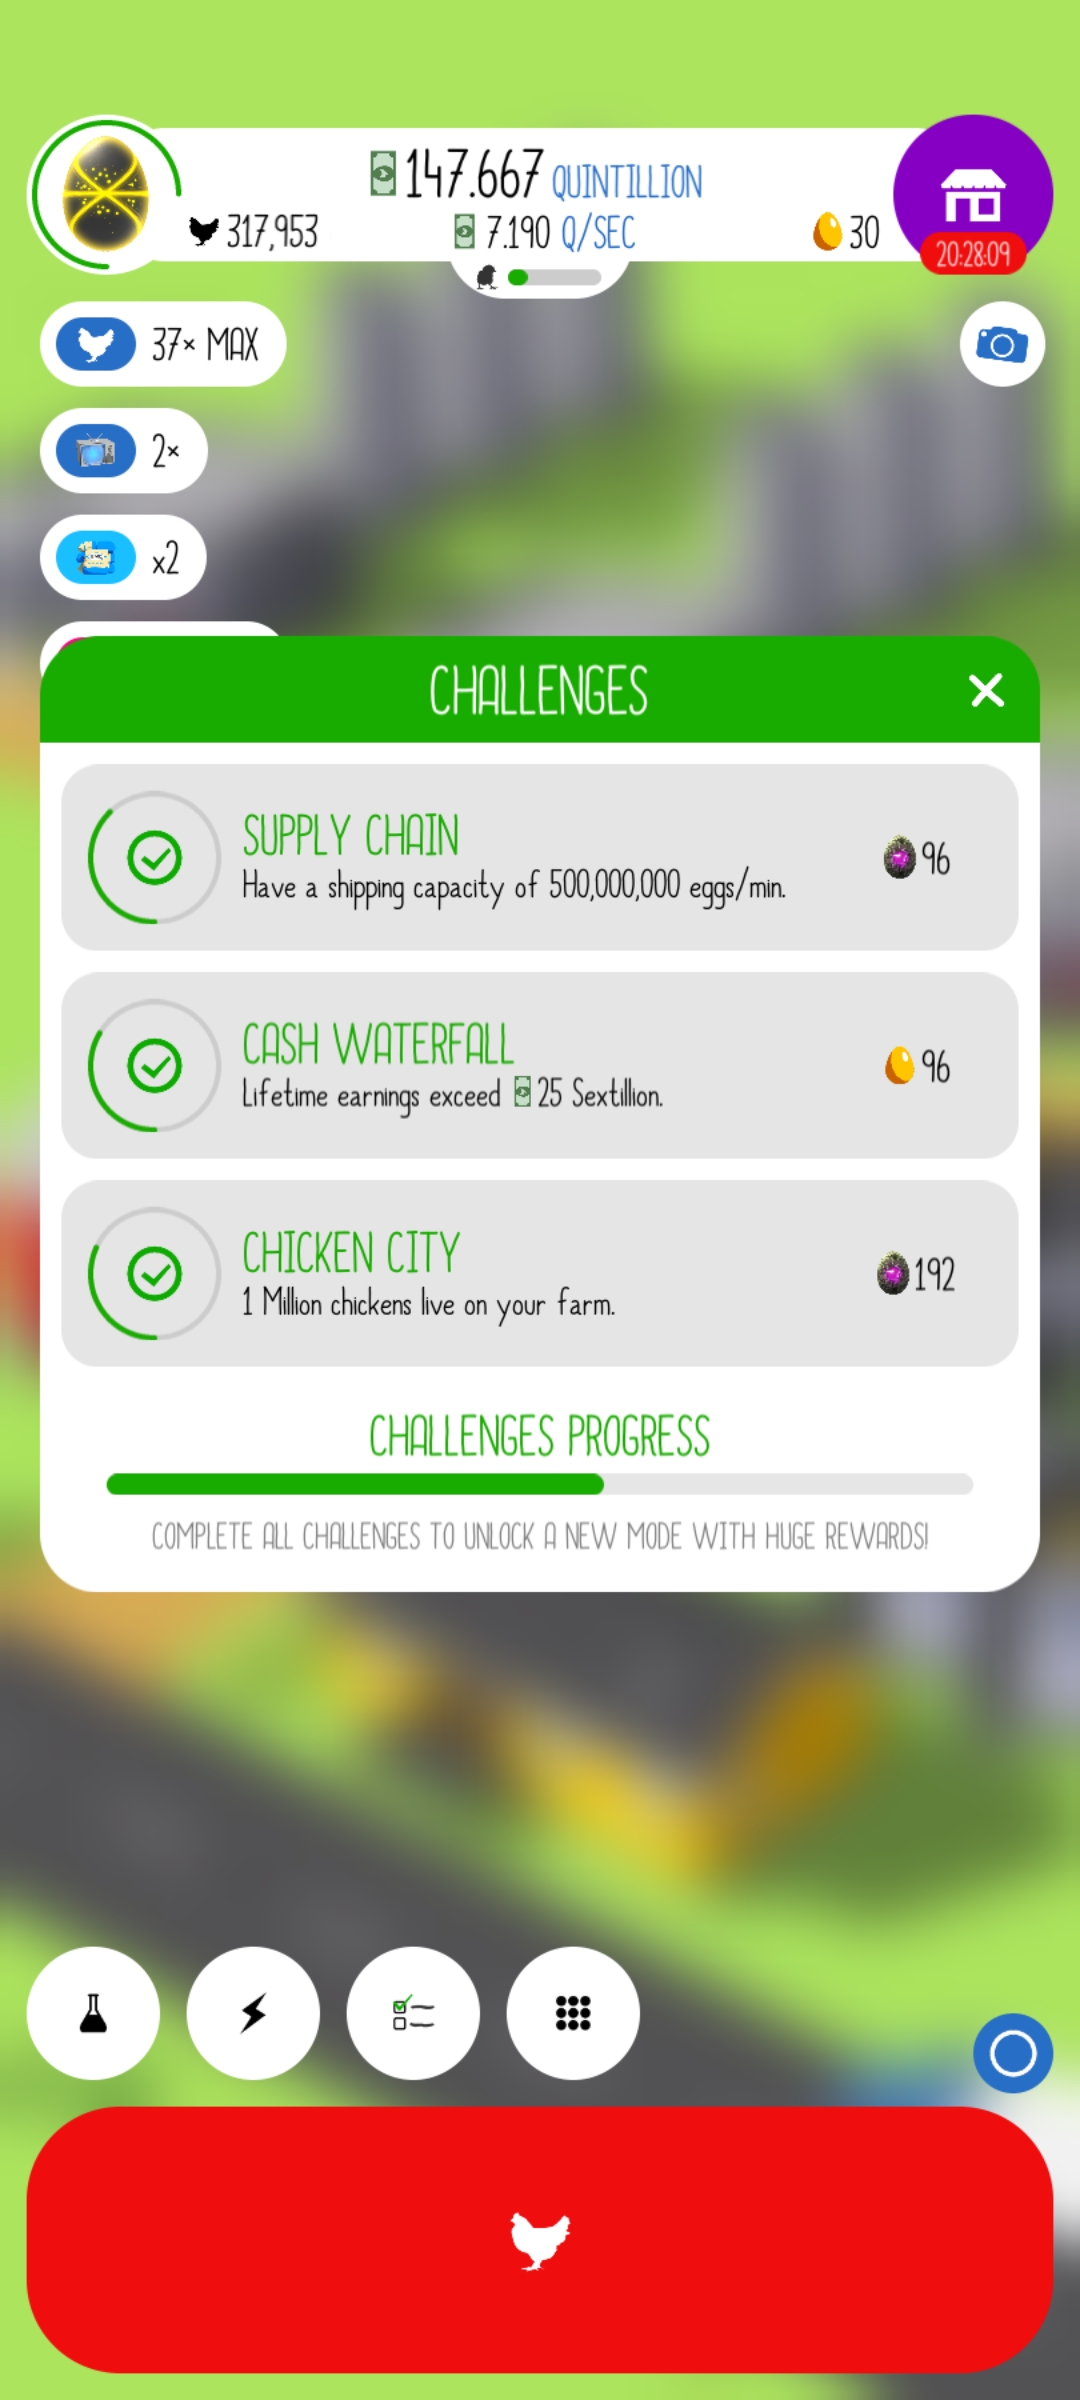 147.667 QUINTILLION
317,953
7.190 Q/SEC
30
20:28:09
37× MAX
2×
x2
CHALLENGES
SUPPLY CHAIN
Have a shipping capacity of 500,000,000 eggs/min.
96
CASH WATERFALL
Lifetime earnings exceed 25 Sextillion.
96
CHICKEN CITY
1 Million chickens live on your farm.
192
CHALLENGES PROGRESS
COMPLETE ALL CHALLENGES TO UNLOCK A NEW MODE WITH HUGE REWARDS!